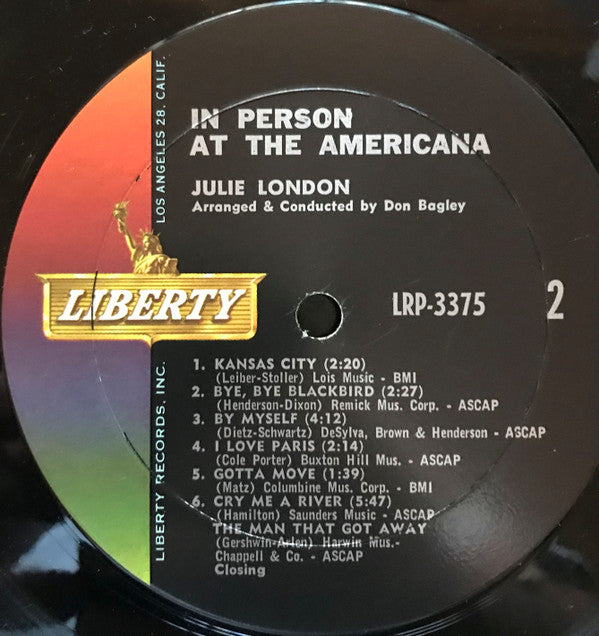 IN PERSON
AT THE AMERICANA
JULIE LONDON
Arranged & Conducted by Don Bagley
LOS ANGELES 28, CALIF.
LIBERTY
LIBERTY RECORDS, INC.
LRP-3375
2
1. KANSAS CITY (2:20)
(Leiber-Stoller) Lois Music - BMI
2. BYE, BYE BLACKBIRD (2:27)
(Henderson-Dixon) Remick Mus. Corp. - ASCAP
3. BY MYSELF (4:12)
(Dietz-Schwartz) DeSylva, Brown & Henderson - ASCAP
4. I LOVE PARIS (2:14)
(Cole Porter) Buxton Hill Mus. - ASCAP
5. GOTTA MOVE (1:39)
(Matz) Columbine Mus. Corp. - BMI
6. CRY ME A RIVER (5:47)
(Hamilton) Saunders Music - ASCAP
THE MAN THAT GOT AWAY
(Gershwin-Arlen) Harwin Mus.-
Chappell & Co. - ASCAP
Closing